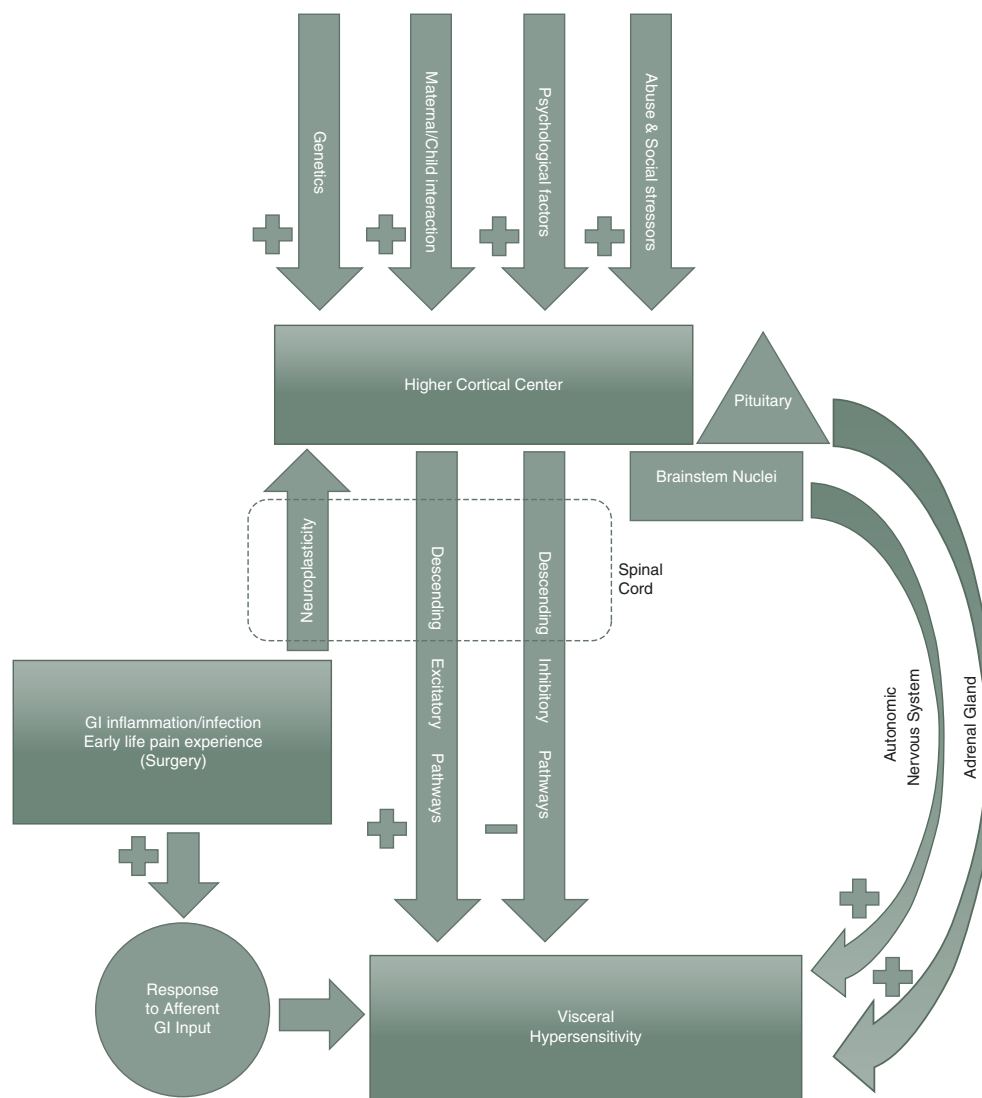 Genetics
Maternal/Child interaction
Psychological factors
Abuse & Social stressors
Higher Cortical Center
Pituitary
Brainstem Nuclei
Neuroplasticity
Descending Excitatory Pathways
Descending Inhibitory Pathways
Spinal
Cord
GI inflammation/infection
Early life pain experience
(Surgery)
Autonomic
Nervous System
Adrenal Gland
Response
to Afferent
GI Input
Visceral
Hypersensitivity